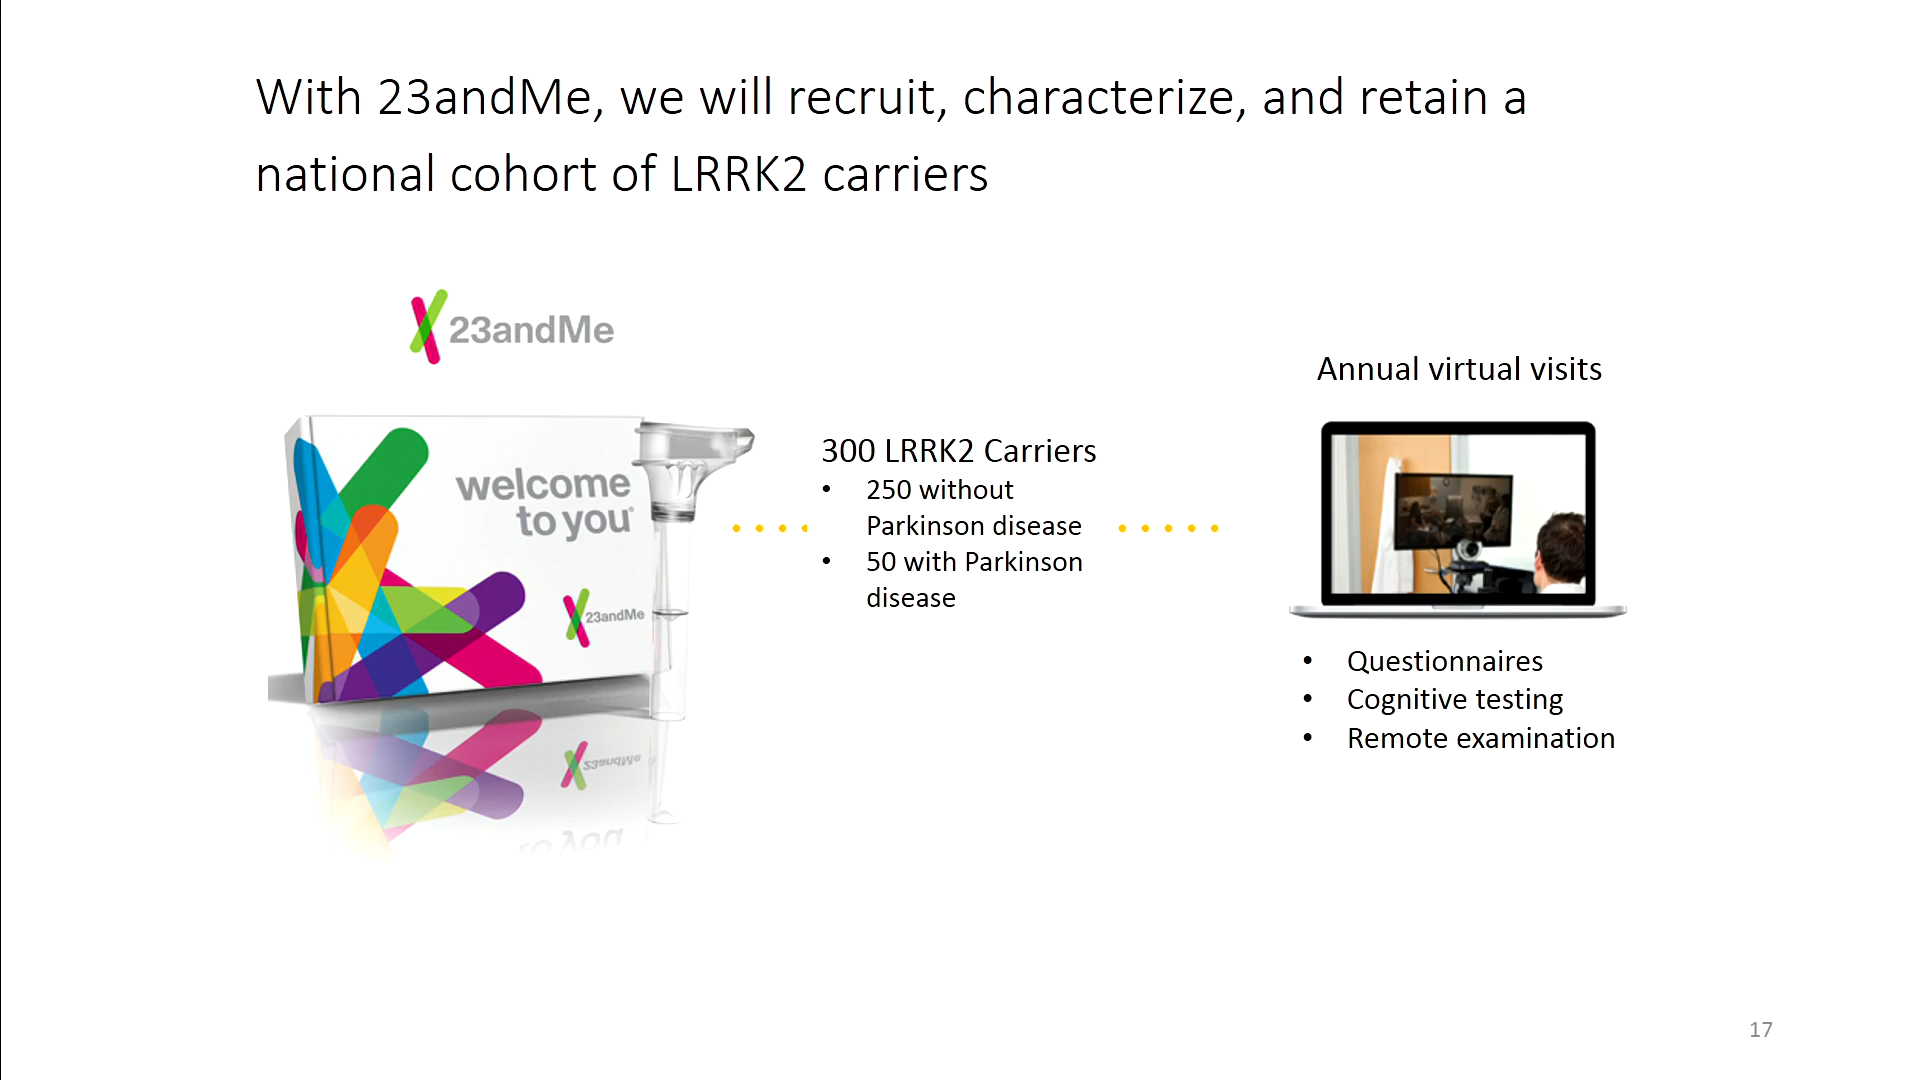 With 23andMe, we will recruit, characterize, and retain a
national cohort of LRRK2 carriers
23andMe
welcome
to you
23andMe
300 LRRK2 Carriers
• 250 without
Parkinson disease
• 50 with Parkinson
disease
Annual virtual visits
• Questionnaires
• Cognitive testing
• Remote examination
17